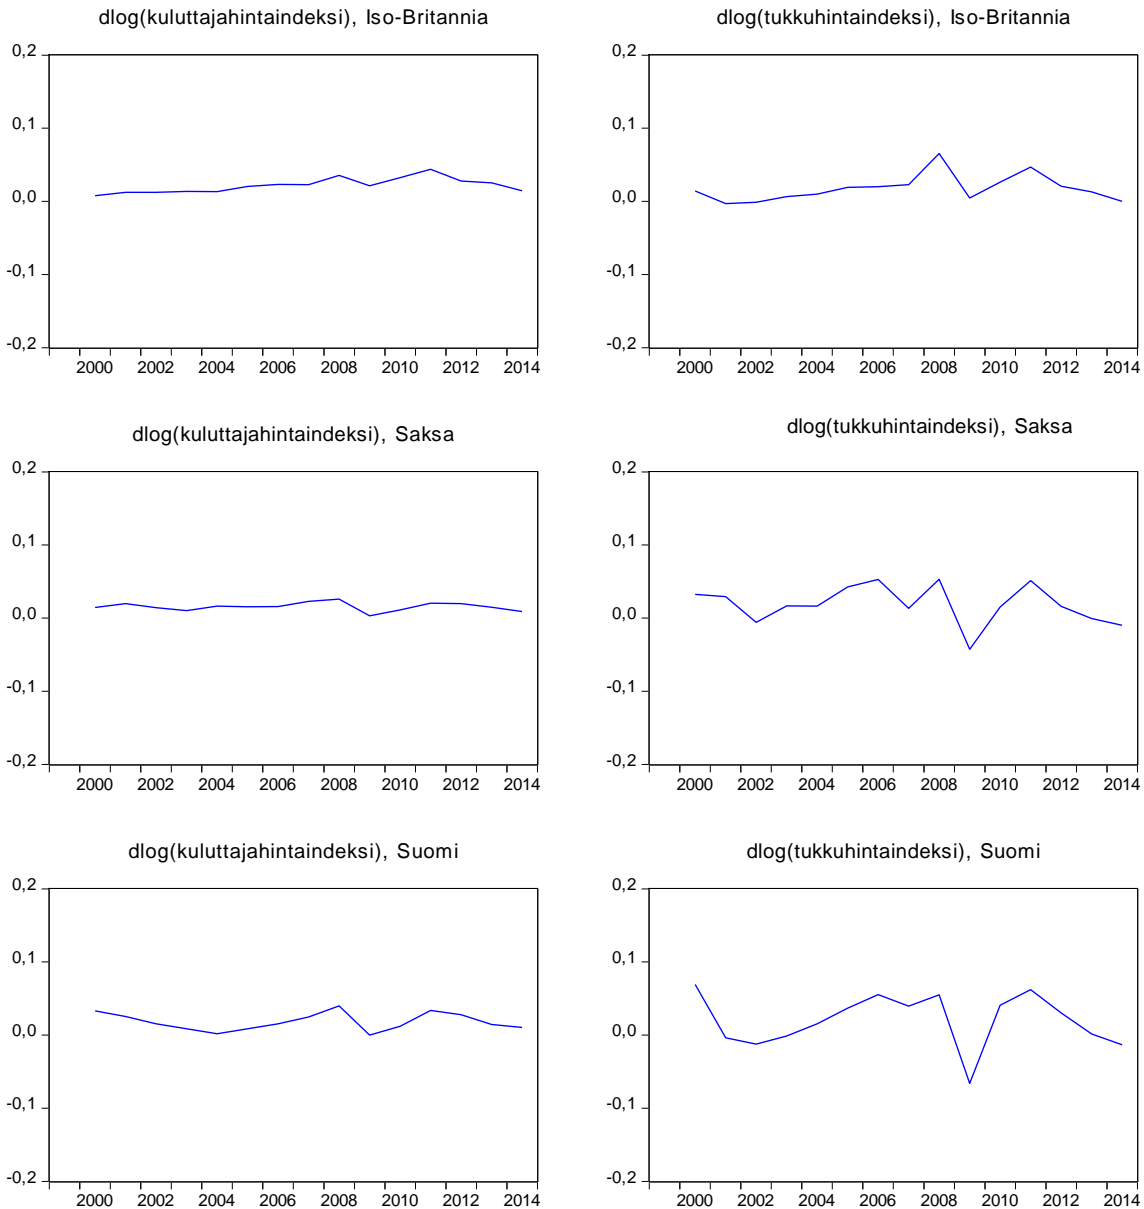 dlog(kuluttajahintaindeksi), Iso-Britannia
0,2
0,1
0,0
-0,1
-0,2
2000 2002 2004 2006 2008 2010 2012 2014
dlog(tukkuhintaindeksi), Iso-Britannia
0,2
0,1
0,0
-0,1
-0,2
2000 2002 2004 2006 2008 2010 2012 2014
dlog(kuluttajahintaindeksi), Saksa
0,2
0,1
0,0
-0,1
-0,2
2000 2002 2004 2006 2008 2010 2012 2014
dlog(tukkuhintaindeksi), Saksa
0,2
0,1
0,0
-0,1
-0,2
2000 2002 2004 2006 2008 2010 2012 2014
dlog(kuluttajahintaindeksi), Suomi
0,2
0,1
0,0
-0,1
-0,2
2000 2002 2004 2006 2008 2010 2012 2014
dlog(tukkuhintaindeksi), Suomi
0,2
0,1
0,0
-0,1
-0,2
2000 2002 2004 2006 2008 2010 2012 2014